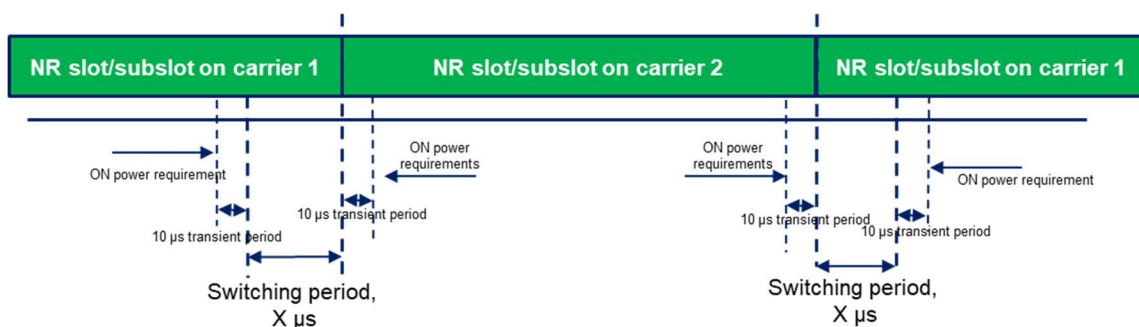 NR slot/subslot on carrier 1
NR slot/subslot on carrier 2
NR slot/subslot on carrier 1
ON power requirement
10 µs transient period
Switching period,
X µs
10 µs transient period
ON power
requirements
ON power
requirements
10 µs transient period
Switching period,
X µs
10 µs transient period
ON power requirement